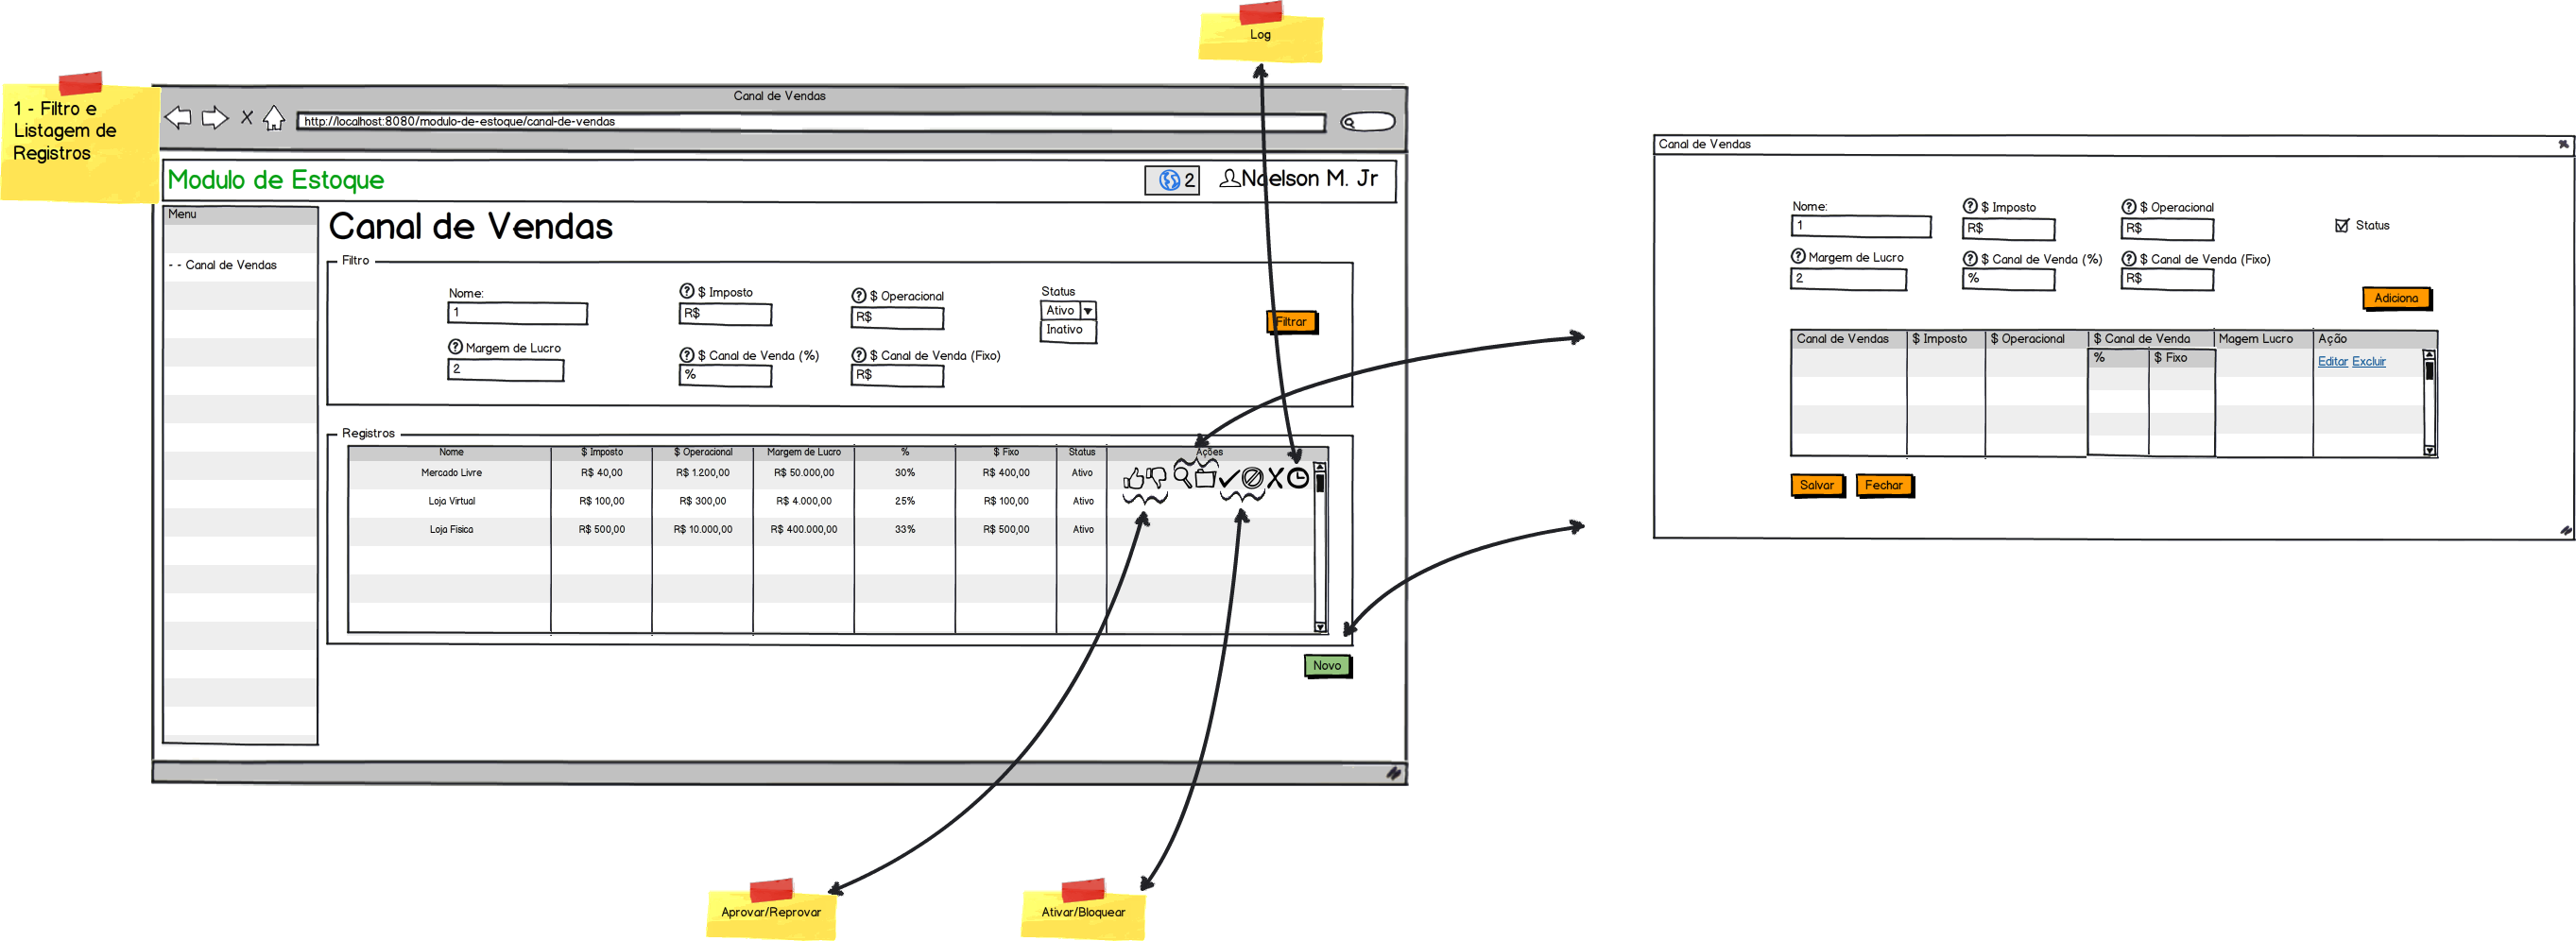 Log
1 - Filtro e
Listagem de
Registros
Canal de Vendas
http://localhost:8080/modulo-de-estoque/canal-de-vendas
Modulo de Estoque
2
Naelson M. Jr
Menu
- - Canal de Vendas
Canal de Vendas
Filtro
Nome:
1
$ Imposto
R$
$ Operacional
R$
Status
Ativo
Inativo
Filtrar
Margem de Lucro
2
$ Canal de Venda (%)
%
$ Canal de Venda (Fixo)
R$
Registros
Nome $ Imposto $ Operacional Margem de Lucro % $ Fixo Status Ações
Mercado Livre R$ 40,00 R$ 1.200,00 R$ 50.000,00 30% R$ 400,00 Ativo
Loja Virtual R$ 100,00 R$ 300,00 R$ 4.000,00 25% R$ 100,00 Ativo
Loja Fisica R$ 500,00 R$ 10.000,00 R$ 400.000,00 33% R$ 500,00 Ativo
Novo
Aprovar/Reprovar
Ativar/Bloquear
Canal de Vendas
Nome:
1
$ Imposto
R$
$ Operacional
R$
Status
Margem de Lucro
2
$ Canal de Venda (%)
%
$ Canal de Venda (Fixo)
R$
Adiciona
Canal de Vendas $ Imposto $ Operacional $ Canal de Venda Magem Lucro Ação
% $ Fixo Editar Excluir
Salvar Fechar